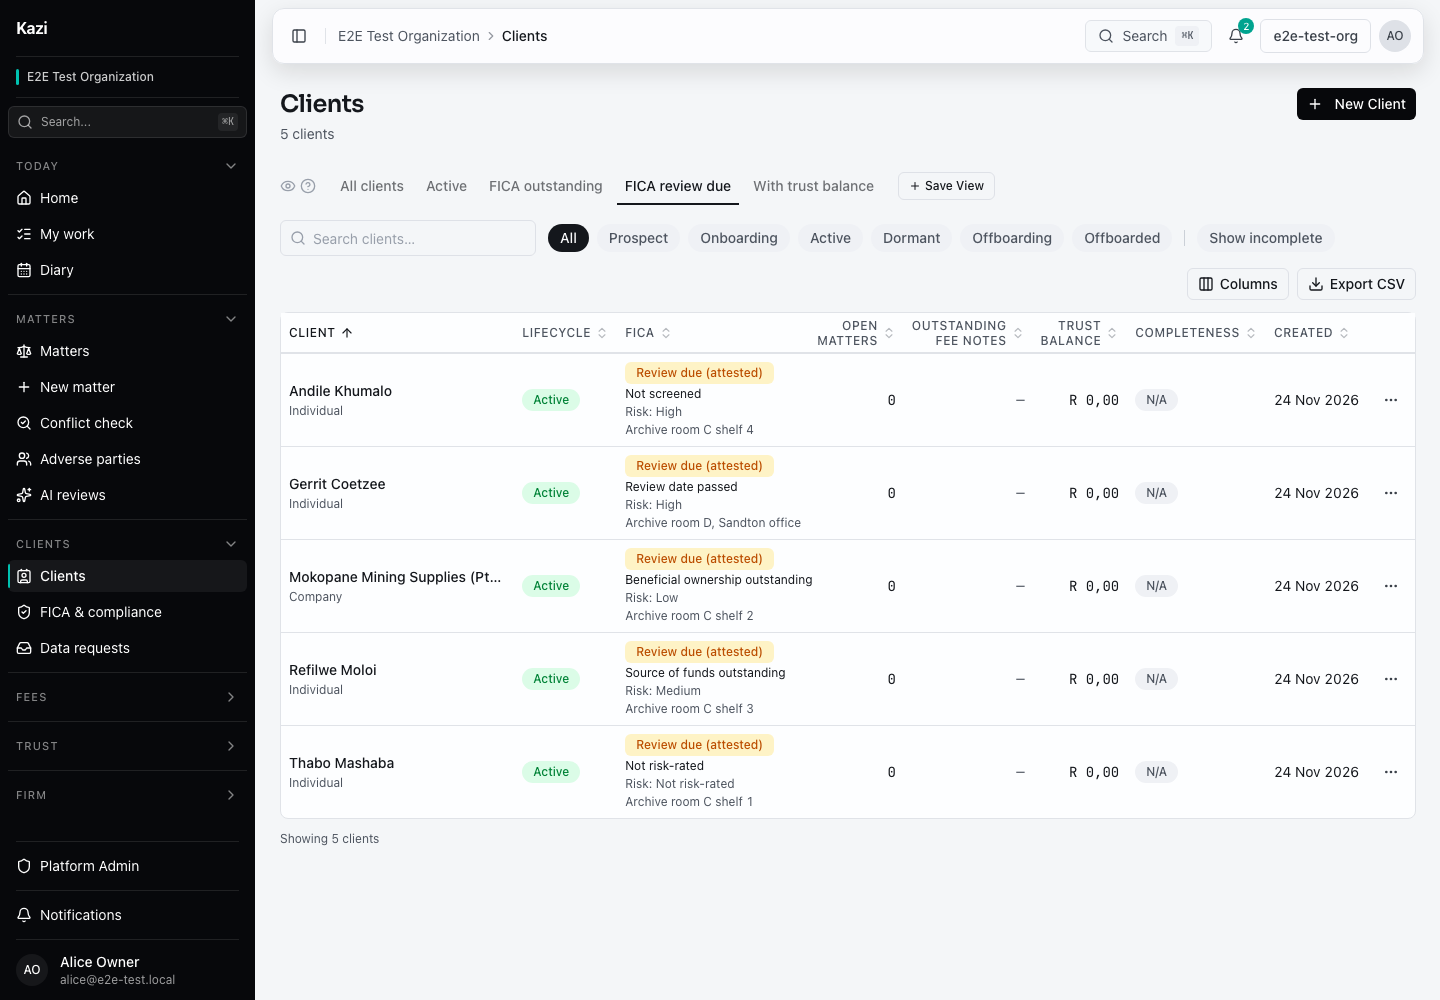 Kazi
E2E Test Organization
Search...
⌘K
TODAY
Home
My work
Diary
MATTERS
Matters
New matter
Conflict check
Adverse parties
AI reviews
CLIENTS
Clients
FICA & compliance
Data requests
FEES
TRUST
FIRM
Platform Admin
Notifications
AO
Alice Owner
alice@e2e-test.local
E2E Test Organization > Clients
Search ⌘K
2
e2e-test-org
AO
Clients
New Client
5 clients
All clients Active FICA outstanding FICA review due With trust balance + Save View
Search clients... All Prospect Onboarding Active Dormant Offboarding Offboarded Show incomplete
Columns Export CSV
CLIENT LIFECYCLE FICA OPEN MATTERS OUTSTANDING FEE NOTES TRUST BALANCE COMPLETENESS CREATED
Andile Khumalo
Individual
Active
Review due (attested)
Not screened
Risk: High
Archive room C shelf 4
0 – R 0,00 N/A 24 Nov 2026
Gerrit Coetzee
Individual
Active
Review due (attested)
Review date passed
Risk: High
Archive room D, Sandton office
0 – R 0,00 N/A 24 Nov 2026
Mokopane Mining Supplies (Pt...
Company
Active
Review due (attested)
Beneficial ownership outstanding
Risk: Low
Archive room C shelf 2
0 – R 0,00 N/A 24 Nov 2026
Refilwe Moloi
Individual
Active
Review due (attested)
Source of funds outstanding
Risk: Medium
Archive room C shelf 3
0 – R 0,00 N/A 24 Nov 2026
Thabo Mashaba
Individual
Active
Review due (attested)
Not risk-rated
Risk: Not risk-rated
Archive room C shelf 1
0 – R 0,00 N/A 24 Nov 2026
Showing 5 clients